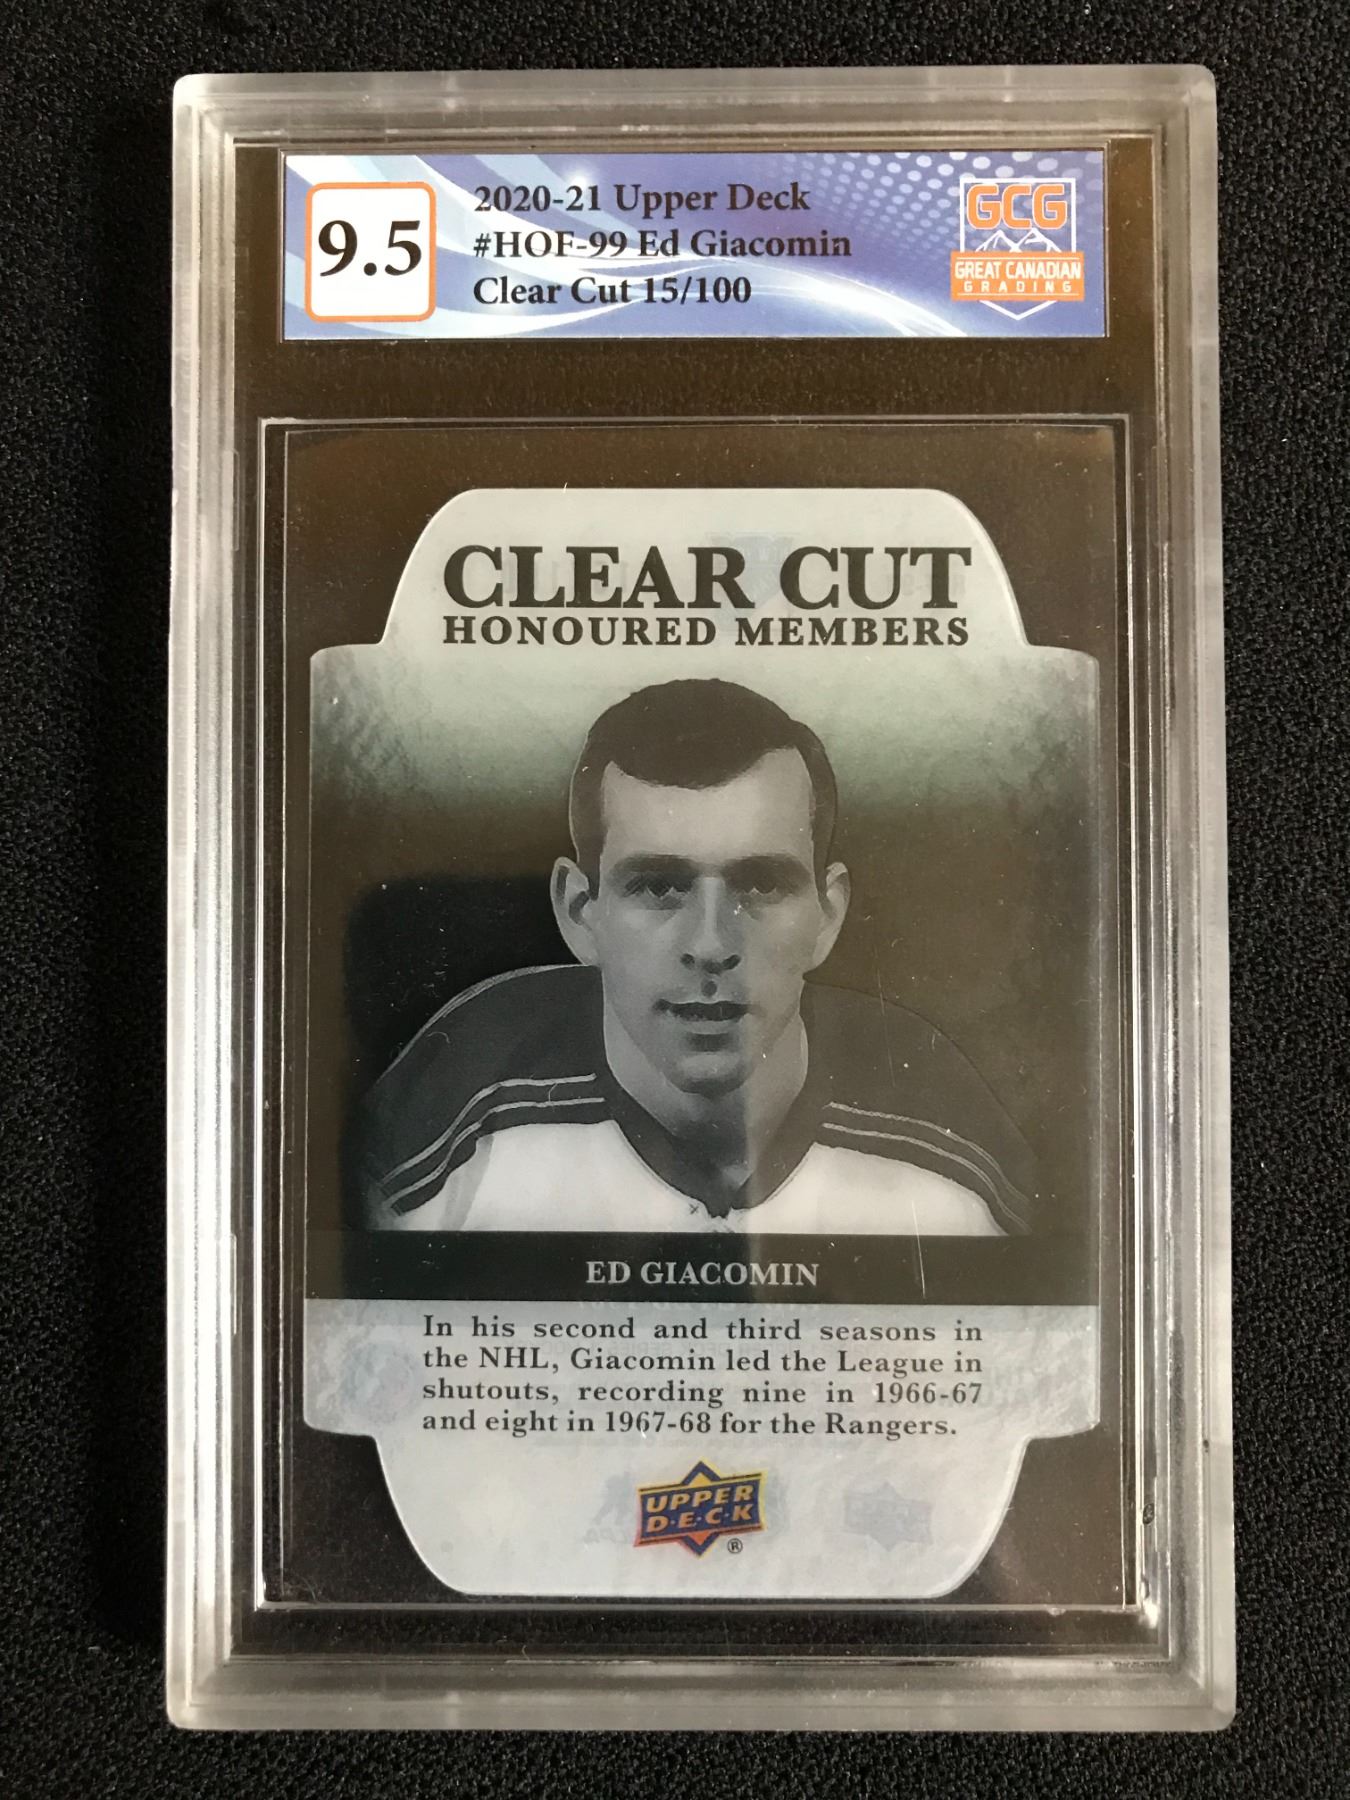 9.5
2020-21 Upper Deck
#HOF-99 Ed Giacomin
Clear Cut 15/100
GCG
GREAT CANADIAN
GRADING
CLEAR CUT
HONOURED MEMBERS
ED GIACOMIN
In his second and third seasons in
the NHL, Giacomin led the League in
shutouts, recording nine in 1966-67
and eight in 1967-68 for the Rangers.
UPPER
D·E·C·K
®